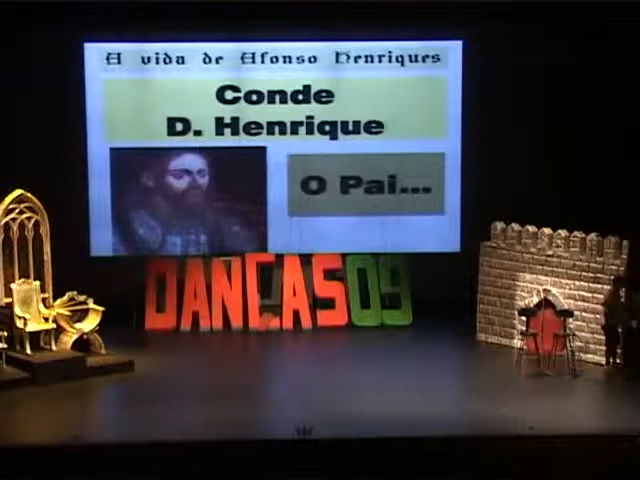 A vida de Afonso Henriques
Conde
D. Henrique
O Pai...
DANÇAS09